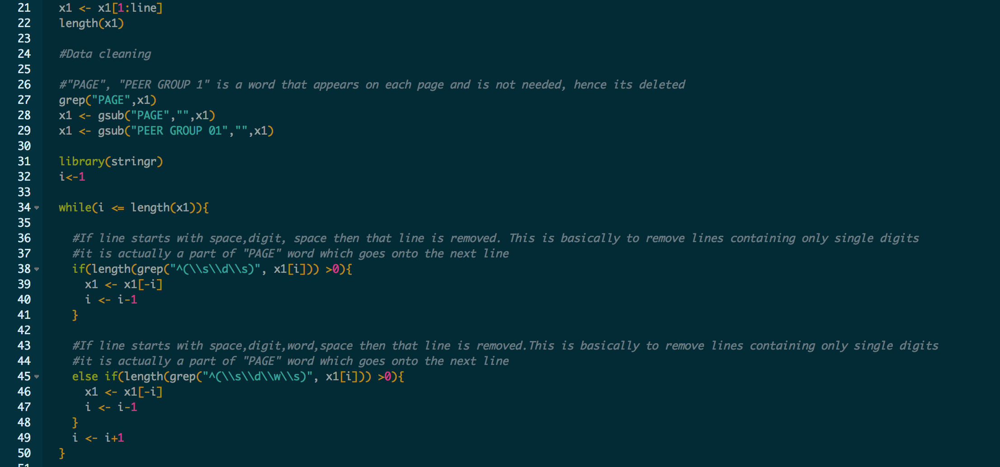 21 x1 <- x1[1:line]
22 length(x1)
23
24 #Data cleaning
25
26 #"PAGE", "PEER GROUP 1" is a word that appears on each page and is not needed, hence its deleted
27 grep("PAGE",x1)
28 x1 <- gsub("PAGE","",x1)
29 x1 <- gsub("PEER GROUP 01","",x1)
30
31 library(stringr)
32 i<-1
33
34 while(i <= length(x1)){
35
36 #If line starts with space,digit, space then that line is removed. This is basically to remove lines containing only single digits
37 #it is actually a part of "PAGE" word which goes onto the next line
38 if(length(grep("^(\\s\\d\\s)", x1[i])) >0){
39 x1 <- x1[-i]
40 i <- i-1
41 }
42
43 #If line starts with space,digit,word,space then that line is removed.This is basically to remove lines containing only single digits
44 #it is actually a part of "PAGE" word which goes onto the next line
45 else if(length(grep("^(\\s\\d\\w\\s)", x1[i])) >0){
46 x1 <- x1[-i]
47 i <- i-1
48 }
49 i <- i+1
50 }
51